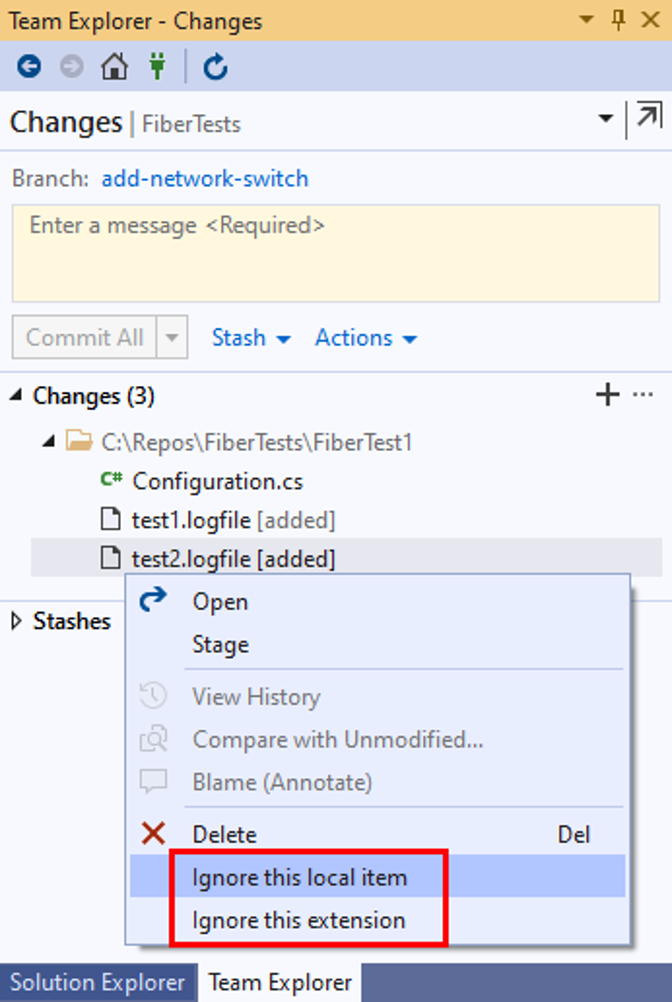 Team Explorer - Changes
Changes | FiberTests
Branch: add-network-switch
Enter a message <Required>
Commit All Stash Actions
Changes (3)
C:\Repos\FiberTests\FiberTest1
C# Configuration.cs
test1.logfile [added]
test2.logfile [added]
Stashes
Open
Stage
View History
Compare with Unmodified...
Blame (Annotate)
Delete Del
Ignore this local item
Ignore this extension
Solution Explorer Team Explorer